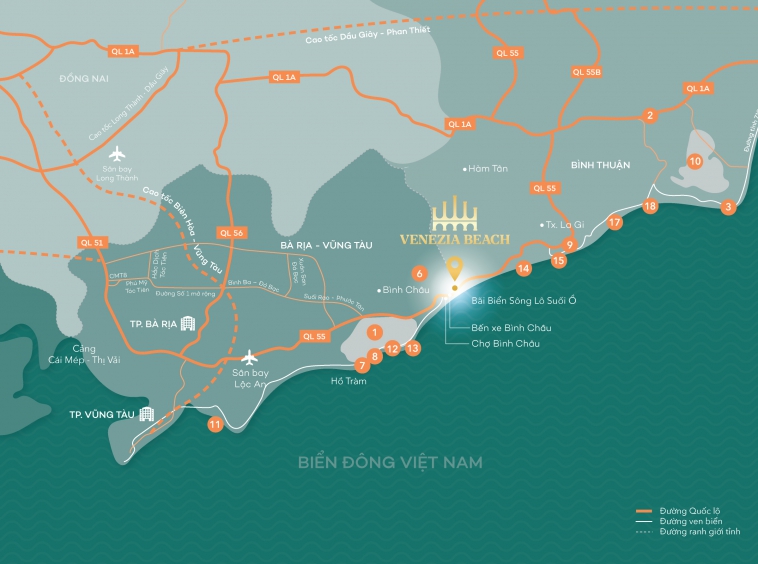 Cao tốc Dầu Giây - Phan Thiết
QL 1A
QL 1A
QL 55
QL 55B
QL 1A
QL 1A
ĐỒNG NAI
Cao tốc Long Thành - Dầu Giây
Sân bay
Long Thành
2
BÌNH THUẬN
10
Hàm Tân
QL 55
Cao tốc Biên Hòa - Vũng Tàu
QL 51
QL 56
BÀ RỊA - VŨNG TÀU
VENEZIA BEACH
Tx. La Gi
17
18
3
9
15
14
6
CMT8
Phú Mỹ
Tóc Tiên
Hắc Dịch
Tóc Tiên
Đường Số 1 mở rộng
Bình Ba - Đá Bạc
Xuân Sơn
Đá Bạc
Suối Rao - Phước Tân
Bình Châu
Bãi Biển Sông Lô Suối Ồ
Bến xe Bình Châu
Chợ Bình Châu
TP. BÀ RỊA
QL 55
1
Cảng
Cái Mép - Thị Vải
Sân bay
Lộc An
7
8
12
13
Hồ Tràm
TP. VŨNG TÀU
11
BIỂN ĐÔNG VIỆT NAM
Đường Quốc lộ
Đường ven biển
Đường ranh giới tỉnh